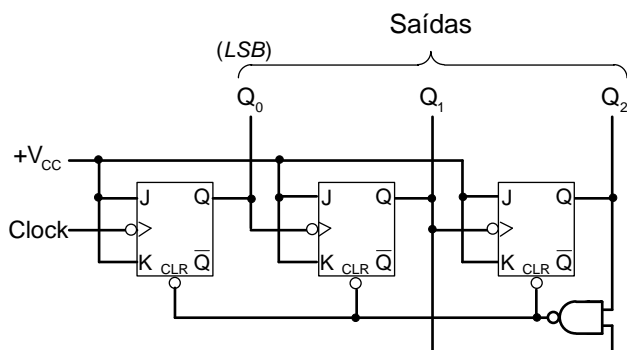 Saídas
(LSB)
Q0 Q1 Q2
+VCC
J Q J Q J Q
Clock
K CLR Q̅ K CLR Q̅ K CLR Q̅